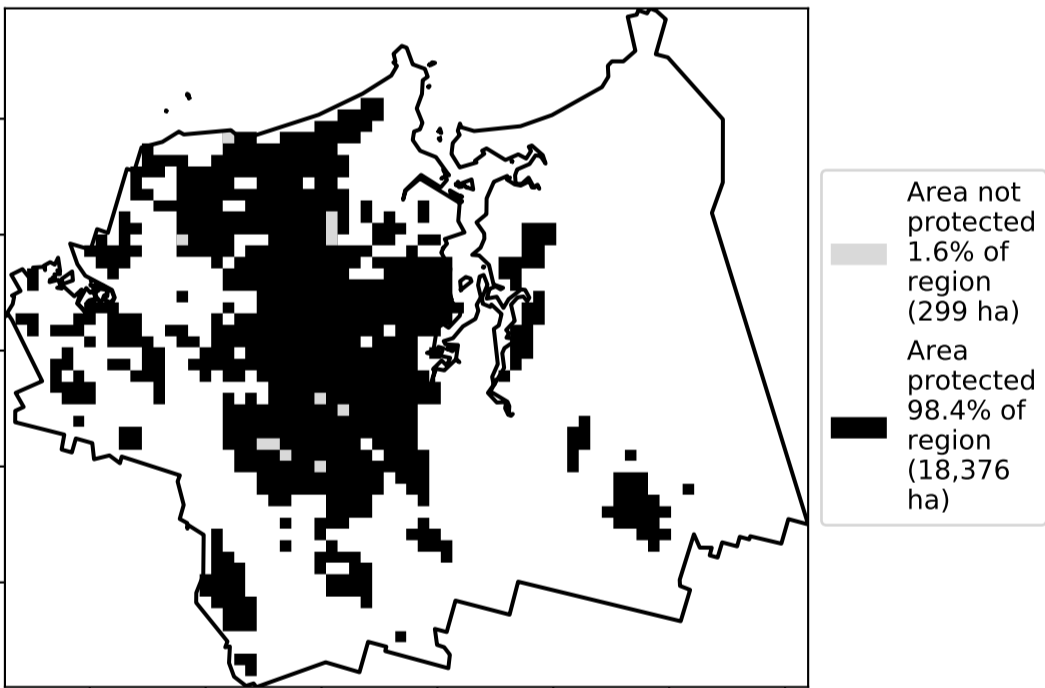 Area not
protected
1.6% of
region
(299 ha)
Area
protected
98.4% of
region
(18,376
ha)